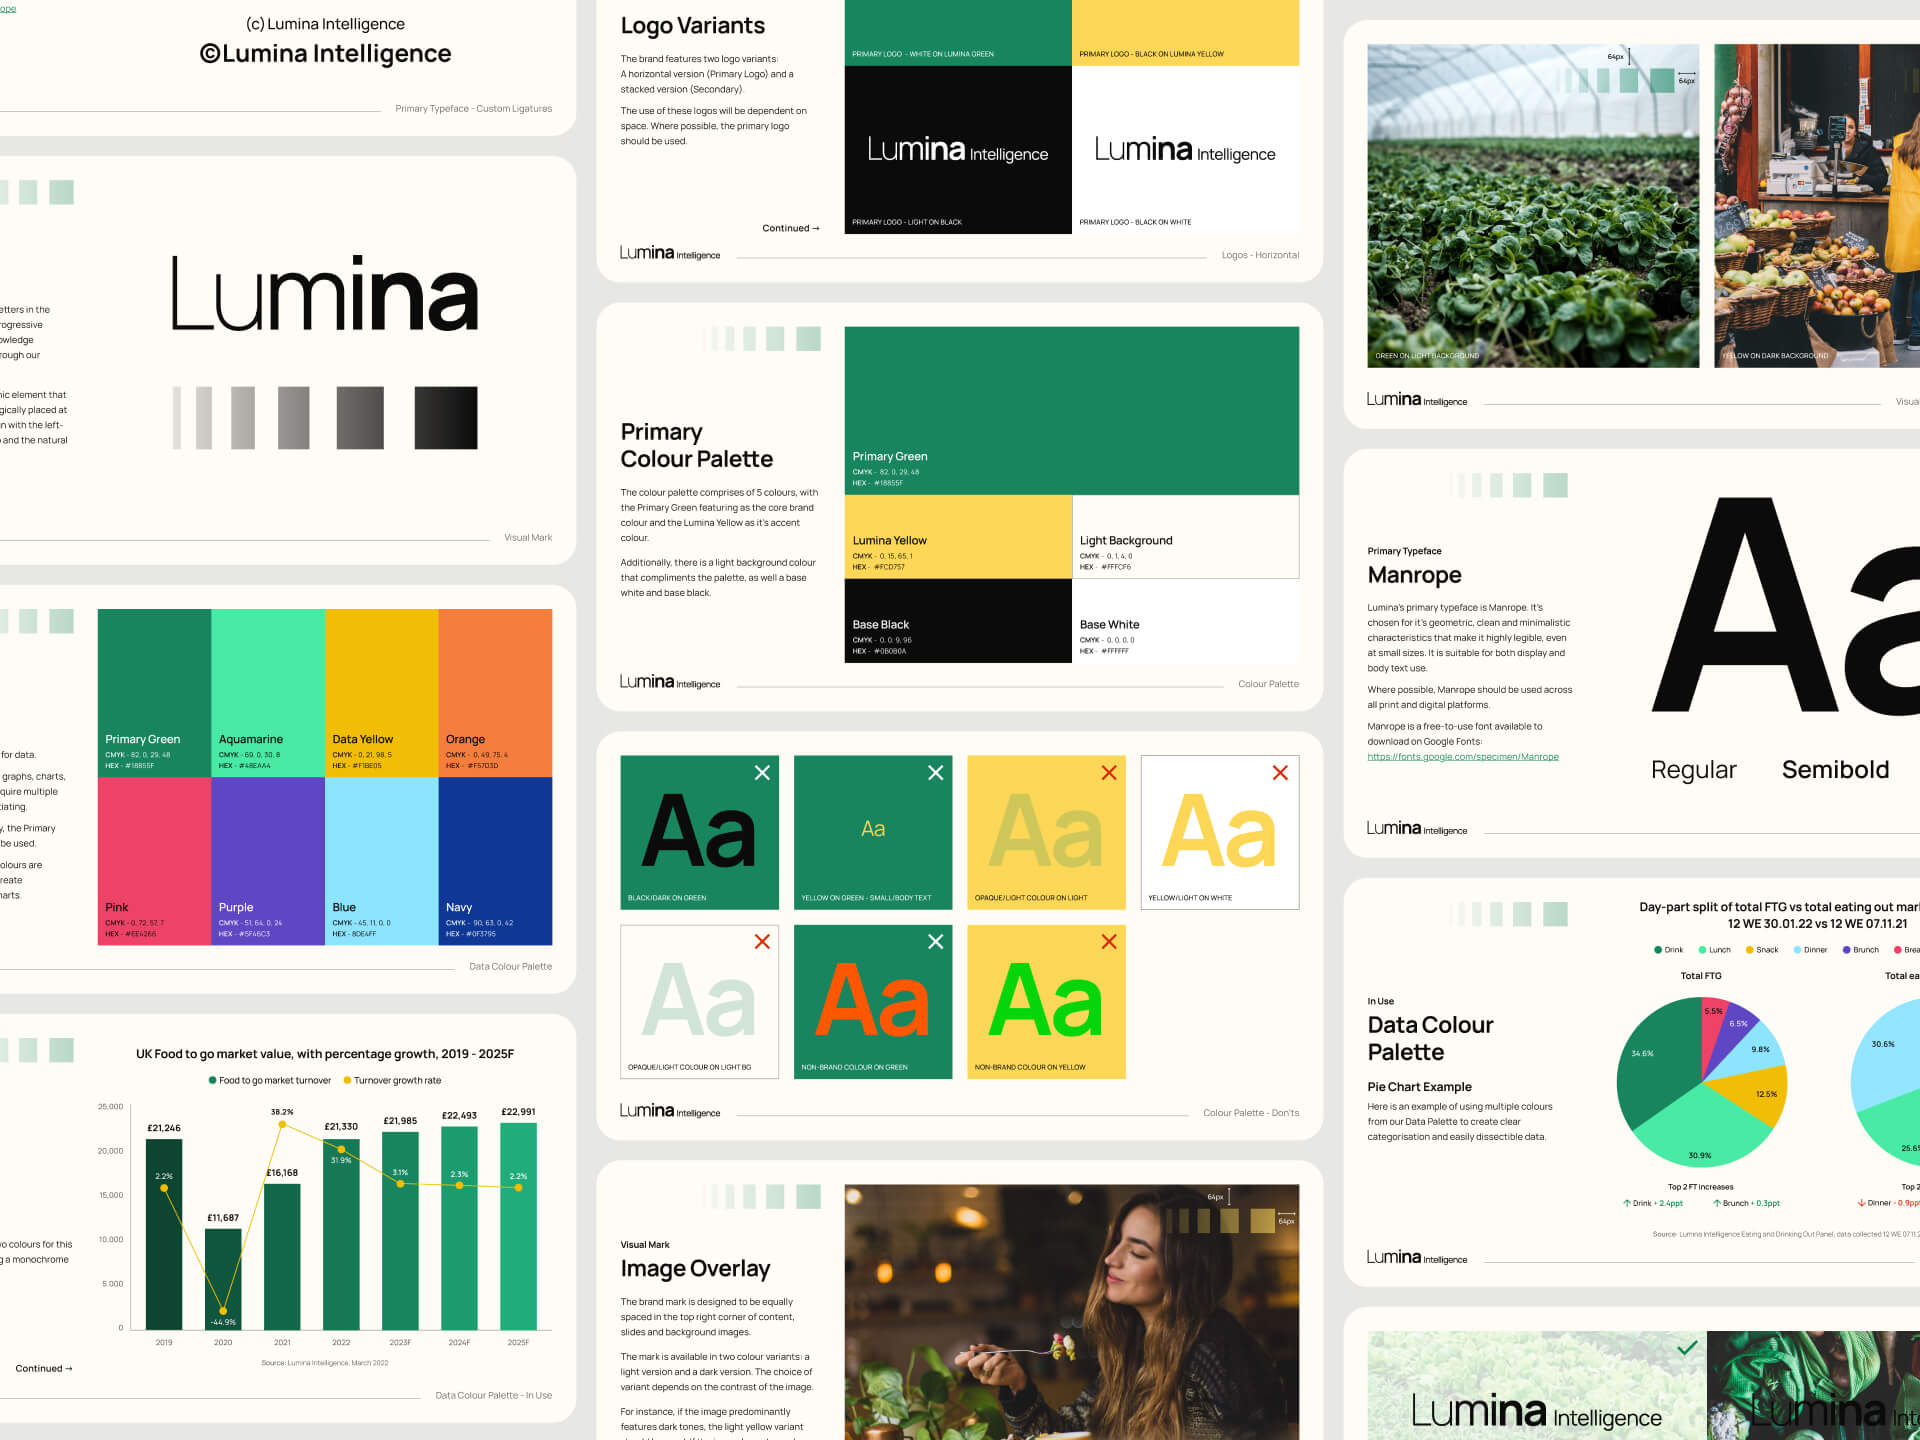 ope
(c) Lumina Intelligence
©Lumina Intelligence
Primary Typeface - Custom Ligatures
etters in the
rogressive
owledge
rough our
nic element that
gically placed at
n with the left-
o and the natural
Lumina
Visual Mark
for data.
graphs, charts,
quire multiple
iating.
y, the Primary
be used.
olours are
reate
harts.
Primary Green
CMYK - 82, 0, 29, 48
HEX - #18855F
Aquamarine
CMYK - 69, 0, 30, 8
HEX - #48EAA4
Data Yellow
CMYK - 0, 21, 98, 5
HEX - #F1BE05
Orange
CMYK - 0, 49, 75, 4
HEX - #F57D3D
Pink
CMYK - 0, 72, 57, 7
HEX - #EE4266
Purple
CMYK - 51, 64, 0, 24
HEX - #5F46C3
Blue
CMYK - 45, 11, 0, 0
HEX - 8DE4FF
Navy
CMYK - 90, 63, 0, 42
HEX - #0F3795
Data Colour Palette
wo colours for this
g a monochrome
Continued →
UK Food to go market value, with percentage growth, 2019 - 2025F
Food to go market turnover
Turnover growth rate
25,000
20,000
15,000
10,000
5,000
0
£21,246
2.2%
£11,687
-44.9%
38.2%
£16,168
£21,330
31.9%
£21,985
3.1%
£22,493
2.3%
£22,991
2.2%
2019
2020
2021
2022
2023F
2024F
2025F
Source: Lumina Intelligence, March 2022
Data Colour Palette - In Use
Logo Variants
The brand features two logo variants:
A horizontal version (Primary Logo) and a
stacked version (Secondary).
The use of these logos will be dependent on
space. Where possible, the primary logo
should be used.
Continued →
PRIMARY LOGO - WHITE ON LUMINA GREEN
PRIMARY LOGO - BLACK ON LUMINA YELLOW
Lumina Intelligence
PRIMARY LOGO - LIGHT ON BLACK
Lumina Intelligence
PRIMARY LOGO - BLACK ON WHITE
Lumina Intelligence
Logos - Horizontal
Primary
Colour Palette
The colour palette comprises of 5 colours, with
the Primary Green featuring as the core brand
colour and the Lumina Yellow as it's accent
colour.
Additionally, there is a light background colour
that compliments the palette, as well a base
white and base black.
Primary Green
CMYK - 82, 0, 29, 48
HEX - #18855F
Lumina Yellow
CMYK - 0, 15, 65, 1
HEX - #FCD757
Light Background
CMYK - 0, 1, 4, 0
HEX - #FFFCF6
Base Black
CMYK - 0, 0, 9, 96
HEX - #0B0B0A
Base White
CMYK - 0, 0, 0, 0
HEX - #FFFFFF
Lumina Intelligence
Colour Palette
Aa
BLACK/DARK ON GREEN
Aa
YELLOW ON GREEN - SMALL/BODY TEXT
Aa
OPAQUE/LIGHT COLOUR ON LIGHT
Aa
YELLOW/LIGHT ON WHITE
Aa
OPAQUE/LIGHT COLOUR ON LIGHT BG
Aa
NON-BRAND COLOUR ON GREEN
Aa
NON-BRAND COLOUR ON YELLOW
Lumina Intelligence
Colour Palette - Don'ts
Visual Mark
Image Overlay
The brand mark is designed to be equally
spaced in the top right corner of content,
slides and background images.
The mark is available in two colour variants: a
light version and a dark version. The choice of
variant depends on the contrast of the image.
For instance, if the image predominantly
features dark tones, the light yellow variant
64px
64px
64px
64px
GREEN ON LIGHT BACKGROUND
YELLOW ON DARK BACKGROUND
Lumina Intelligence
Visual
Primary Typeface
Manrope
Lumina's primary typeface is Manrope. It's
chosen for it's geometric, clean and minimalistic
characteristics that make it highly legible, even
at small sizes. It is suitable for both display and
body text use.
Where possible, Manrope should be used across
all print and digital platforms.
Manrope is a free-to-use font available to
download on Google Fonts:
https://fonts.google.com/specimen/Manrope
Aa
Regular
Semibold
Lumina Intelligence
In Use
Data Colour
Palette
Pie Chart Example
Here is an example of using multiple colours
from our Data Palette to create clear
categorisation and easily dissectible data.
Day-part split of total FTG vs total eating out mar
12 WE 30.01.22 vs 12 WE 07.11.21
Drink
Lunch
Snack
Dinner
Brunch
Brea
Total FTG
Total ea
5.5%
6.5%
9.8%
12.5%
30.9%
34.6%
30.6%
25.6%
Top 2 FT increases
Drink + 2.4ppt
Brunch + 0.3ppt
Top 2
Dinner - 0.9ppt
Source: Lumina Intelligence Eating and Drinking Out Panel, data collected 12 WE 07.11.2
Lumina Intelligence
Lumina Intelligence
Lumina Int